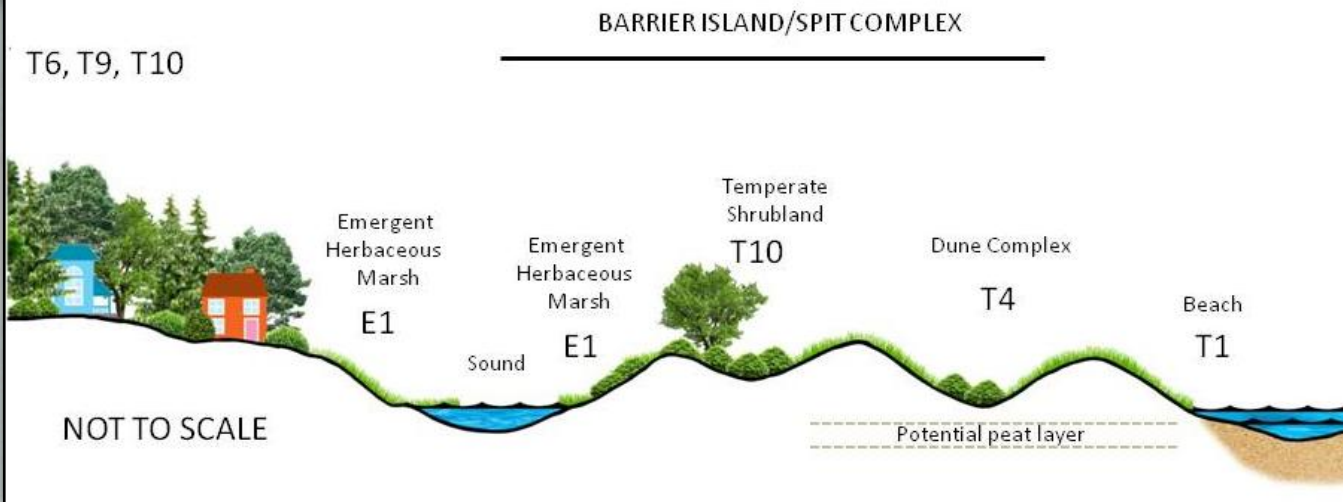 BARRIER ISLAND/SPIT COMPLEX
T6, T9, T10
Emergent
Herbaceous
Marsh
E1
Sound
Emergent
Herbaceous
Marsh
E1
Temperate
Shrubland
T10
Dune Complex
T4
Beach
T1
NOT TO SCALE
Potential peat layer